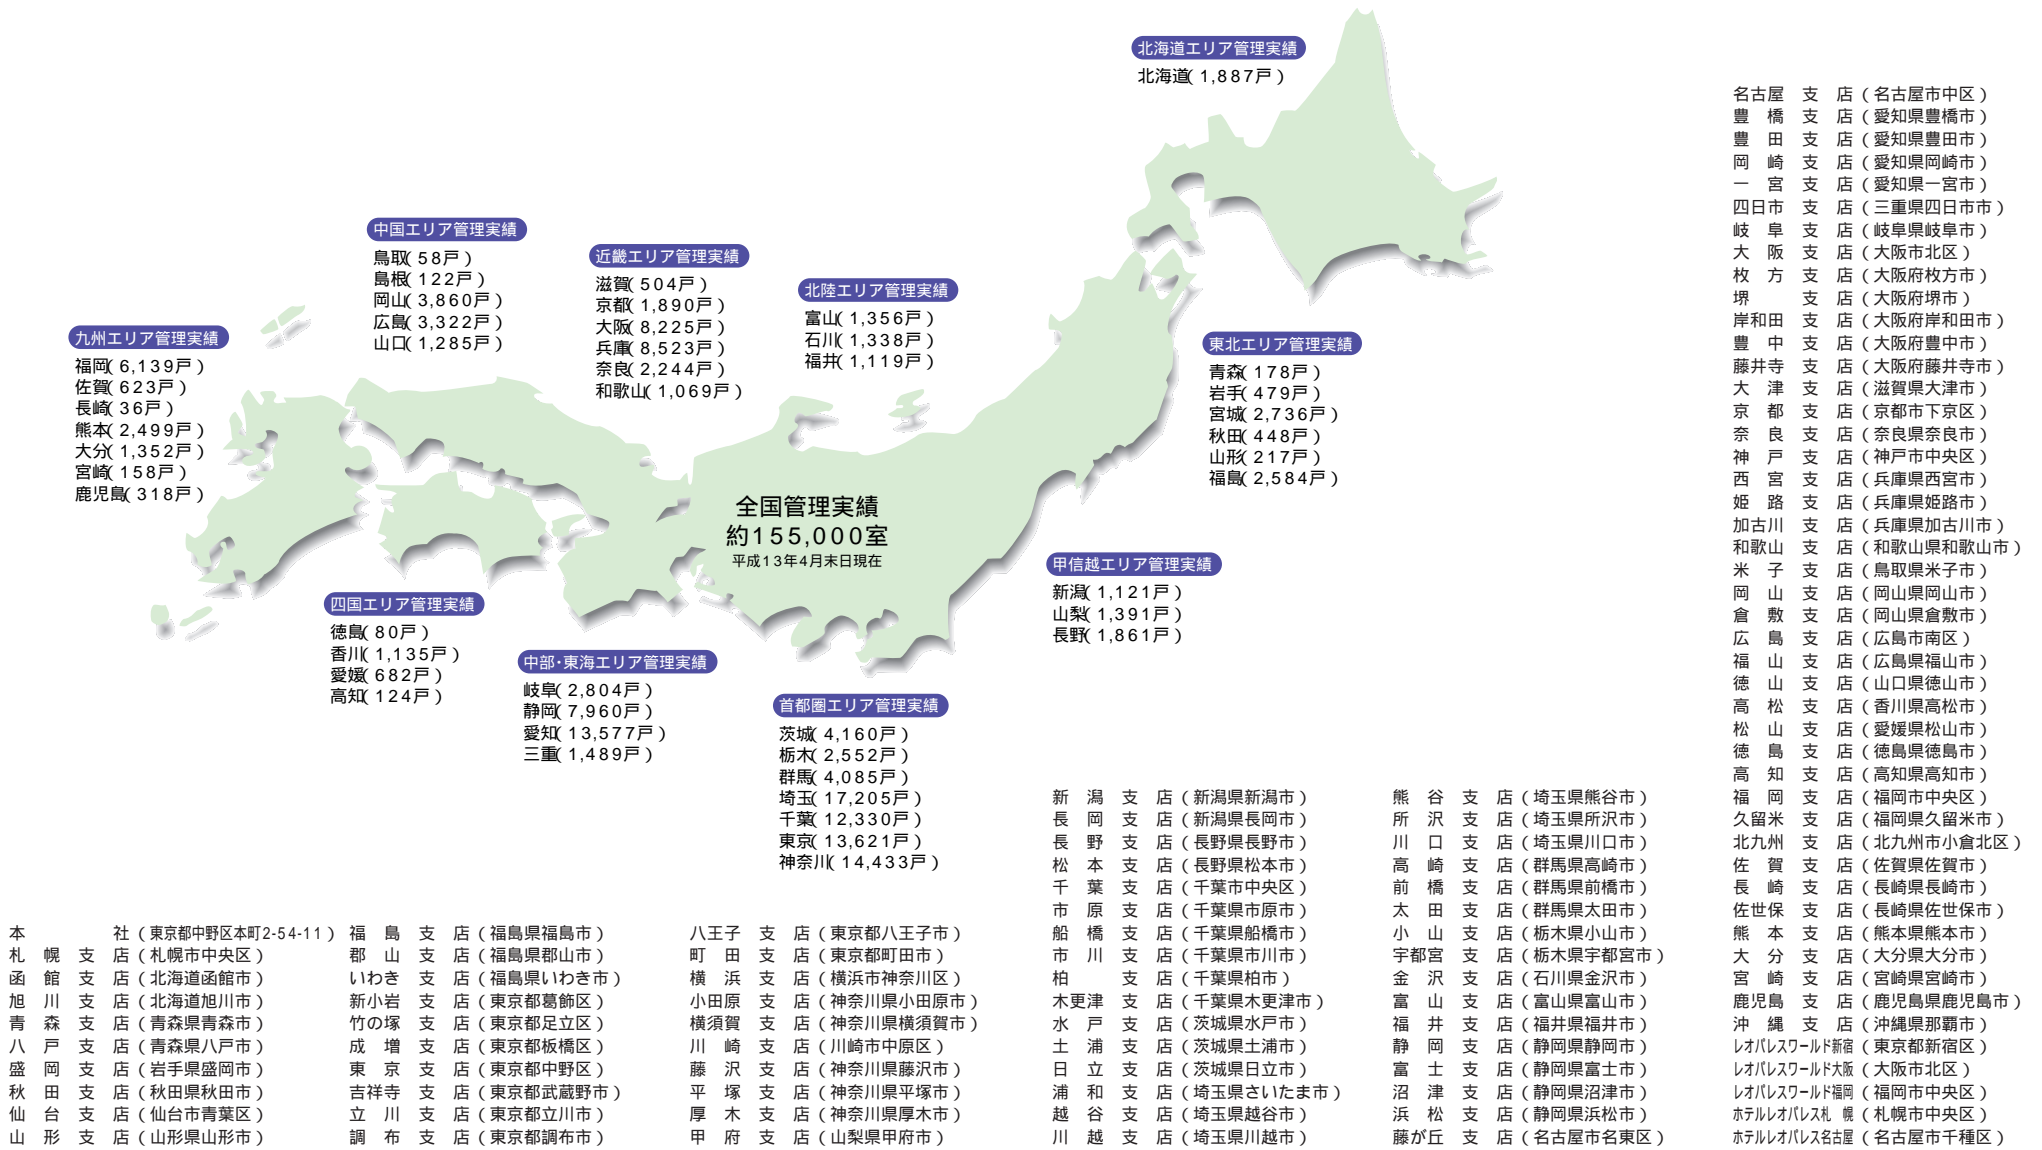 北海道エリア管理実績
北海道(1,887戸)
中国エリア管理実績
鳥取(58戸)
島根(122戸)
岡山(3,860戸)
広島(3,322戸)
山口(1,285戸)
近畿エリア管理実績
滋賀(504戸)
京都(1,890戸)
大阪(8,225戸)
兵庫(8,523戸)
奈良(2,244戸)
和歌山(1,069戸)
北陸エリア管理実績
富山(1,356戸)
石川(1,338戸)
福井(1,119戸)
九州エリア管理実績
福岡(6,139戸)
佐賀(623戸)
長崎(36戸)
熊本(2,499戸)
大分(1,352戸)
宮崎(158戸)
鹿児島(318戸)
東北エリア管理実績
青森(178戸)
岩手(479戸)
宮城(2,736戸)
秋田(448戸)
山形(217戸)
福島(2,584戸)
全国管理実績
約155,000室
平成13年4月末日現在
甲信越エリア管理実績
新潟(1,121戸)
山梨(1,391戸)
長野(1,861戸)
四国エリア管理実績
徳島(80戸)
香川(1,135戸)
愛媛(682戸)
高知(124戸)
中部・東海エリア管理実績
岐阜(2,804戸)
静岡(7,960戸)
愛知(13,577戸)
三重(1,489戸)
首都圏エリア管理実績
茨城(4,160戸)
栃木(2,552戸)
群馬(4,085戸)
埼玉(17,205戸)
千葉(12,330戸)
東京(13,621戸)
神奈川(14,433戸)
本社(東京都中野区本町2-54-11)
札幌支店(札幌市中央区)
函館支店(北海道函館市)
旭川支店(北海道旭川市)
青森支店(青森県青森市)
八戸支店(青森県八戸市)
盛岡支店(岩手県盛岡市)
秋田支店(秋田県秋田市)
仙台支店(仙台市青葉区)
山形支店(山形県山形市)
福島支店(福島県福島市)
郡山支店(福島県郡山市)
いわき支店(福島県いわき市)
新小岩支店(東京都葛飾区)
竹の塚支店(東京都足立区)
成増支店(東京都板橋区)
東京支店(東京都中野区)
吉祥寺支店(東京都武蔵野市)
立川支店(東京都立川市)
調布支店(東京都調布市)
八王子支店(東京都八王子市)
町田支店(東京都町田市)
横浜支店(横浜市神奈川区)
小田原支店(神奈川県小田原市)
横須賀支店(神奈川県横須賀市)
川崎支店(川崎市中原区)
藤沢支店(神奈川県藤沢市)
平塚支店(神奈川県平塚市)
厚木支店(神奈川県厚木市)
甲府支店(山梨県甲府市)
新潟支店(新潟県新潟市)
長岡支店(新潟県長岡市)
長野支店(長野県長野市)
松本支店(長野県松本市)
千葉支店(千葉市中央区)
市原支店(千葉県市原市)
船橋支店(千葉県船橋市)
市川支店(千葉県市川市)
柏支店(千葉県柏市)
木更津支店(千葉県木更津市)
水戸支店(茨城県水戸市)
土浦支店(茨城県土浦市)
日立支店(茨城県日立市)
浦和支店(埼玉県さいたま市)
越谷支店(埼玉県越谷市)
川越支店(埼玉県川越市)
熊谷支店(埼玉県熊谷市)
所沢支店(埼玉県所沢市)
川口支店(埼玉県川口市)
高崎支店(群馬県高崎市)
前橋支店(群馬県前橋市)
太田支店(群馬県太田市)
小山支店(栃木県小山市)
宇都宮支店(栃木県宇都宮市)
金沢支店(石川県金沢市)
富山支店(富山県富山市)
福井支店(福井県福井市)
静岡支店(静岡県静岡市)
富士支店(静岡県富士市)
沼津支店(静岡県沼津市)
浜松支店(静岡県浜松市)
藤が丘支店(名古屋市名東区)
名古屋支店(名古屋市中区)
豊橋支店(愛知県豊橋市)
豊田支店(愛知県豊田市)
岡崎支店(愛知県岡崎市)
一宮支店(愛知県一宮市)
四日市支店(三重県四日市市)
岐阜支店(岐阜県岐阜市)
大阪支店(大阪市北区)
枚方支店(大阪府枚方市)
堺支店(大阪府堺市)
岸和田支店(大阪府岸和田市)
豊中支店(大阪府豊中市)
藤井寺支店(大阪府藤井寺市)
大津支店(滋賀県大津市)
京都支店(京都市下京区)
奈良支店(奈良県奈良市)
神戸支店(神戸市中央区)
西宮支店(兵庫県西宮市)
姫路支店(兵庫県姫路市)
加古川支店(兵庫県加古川市)
和歌山支店(和歌山県和歌山市)
米子支店(鳥取県米子市)
岡山支店(岡山県岡山市)
倉敷支店(岡山県倉敷市)
広島支店(広島市南区)
福山支店(広島県福山市)
徳山支店(山口県徳山市)
高松支店(香川県高松市)
松山支店(愛媛県松山市)
徳島支店(徳島県徳島市)
高知支店(高知県高知市)
福岡支店(福岡市中央区)
久留米支店(福岡県久留米市)
北九州支店(北九州市小倉北区)
佐賀支店(佐賀県佐賀市)
長崎支店(長崎県長崎市)
佐世保支店(長崎県佐世保市)
熊本支店(熊本県熊本市)
大分支店(大分県大分市)
宮崎支店(宮崎県宮崎市)
鹿児島支店(鹿児島県鹿児島市)
沖縄支店(沖縄県那覇市)
レオパレスワールド新宿(東京都新宿区)
レオパレスワールド大阪(大阪市北区)
レオパレスワールド福岡(福岡市中央区)
ホテルレオパレス札幌(札幌市中央区)
ホテルレオパレス名古屋(名古屋市千種区)